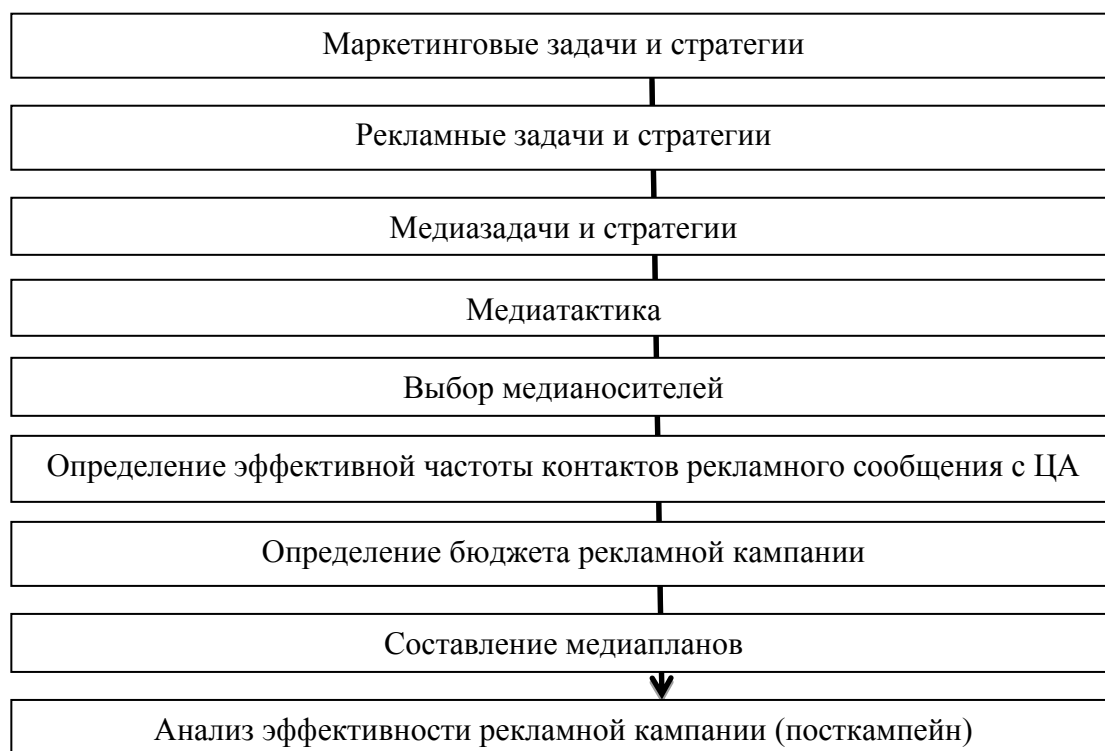 Маркетинговые задачи и стратегии
Рекламные задачи и стратегии
Медиазадачи и стратегии
Медиатактика
Выбор медианосителей
Определение эффективной частоты контактов рекламного сообщения с ЦА
Определение бюджета рекламной кампании
Составление медиапланов
Анализ эффективности рекламной кампании (посткампейн)